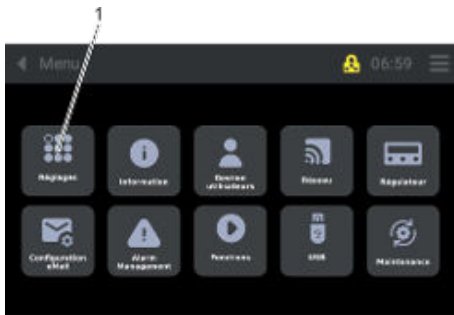 1
Menu
06:59
Réglages
Information
Gestion
utilisateurs
Réseau
Régulateur
Configuration
eMail
Alarm
Management
Fonctions
USB
Maintenance